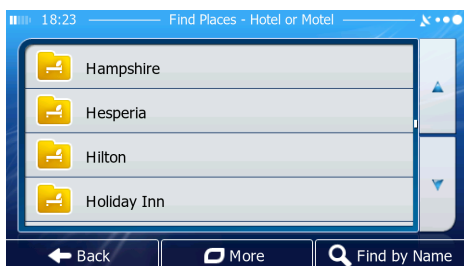 18:23 Find Places - Hotel or Motel
Hampshire
Hesperia
Hilton
Holiday Inn
Back More Find by Name